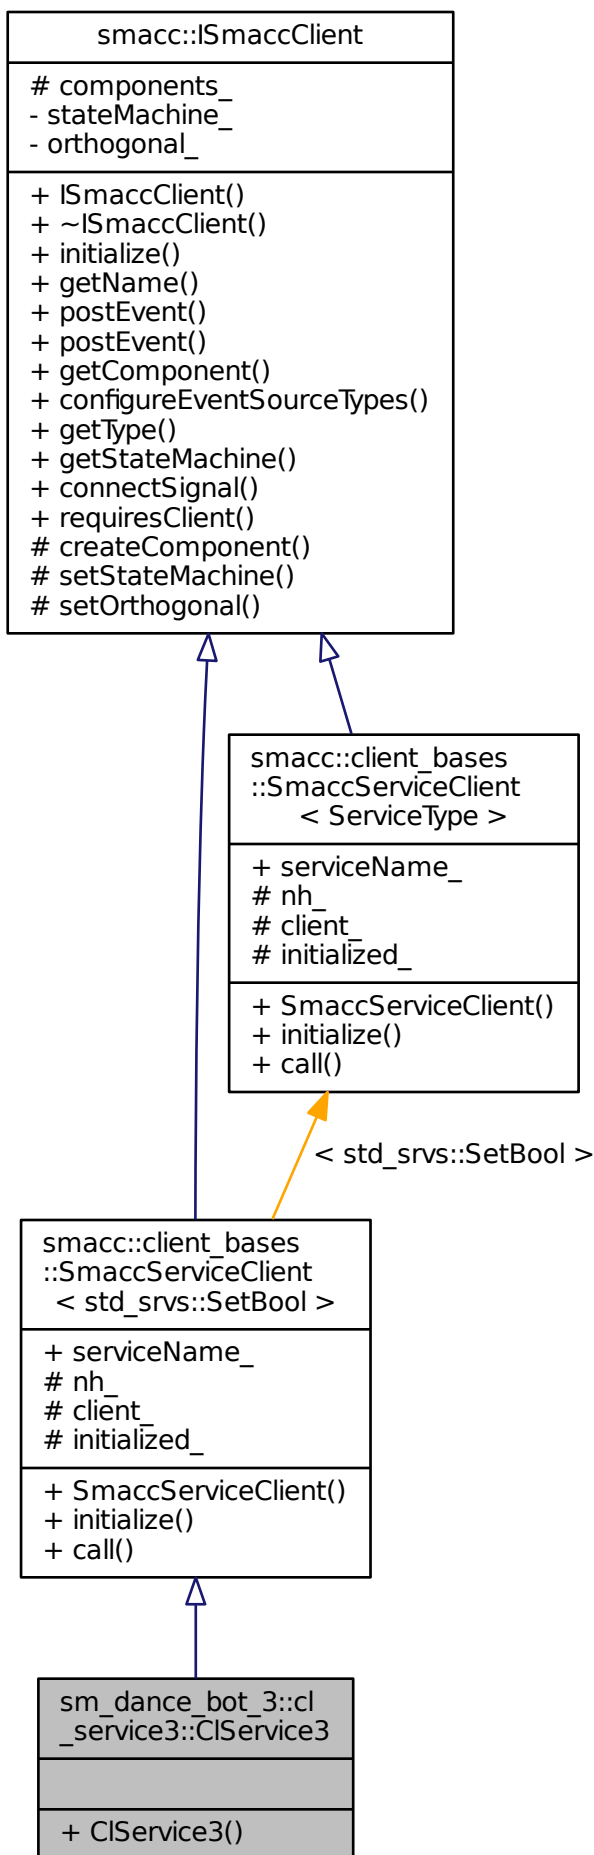 smacc::ISmaccClient
# components_
- stateMachine_
- orthogonal_
+ ISmaccClient()
+ ~ISmaccClient()
+ initialize()
+ getName()
+ postEvent()
+ postEvent()
+ getComponent()
+ configureEventSourceTypes()
+ getType()
+ getStateMachine()
+ connectSignal()
+ requiresClient()
# createComponent()
# setStateMachine()
# setOrthogonal()
smacc::client_bases
::SmaccServiceClient
< ServiceType >
+ serviceName_
# nh_
# client_
# initialized_
+ SmaccServiceClient()
+ initialize()
+ call()
< std_srvs::SetBool >
smacc::client_bases
::SmaccServiceClient
< std_srvs::SetBool >
+ serviceName_
# nh_
# client_
# initialized_
+ SmaccServiceClient()
+ initialize()
+ call()
sm_dance_bot_3::cl
_service3::ClService3
+ ClService3()